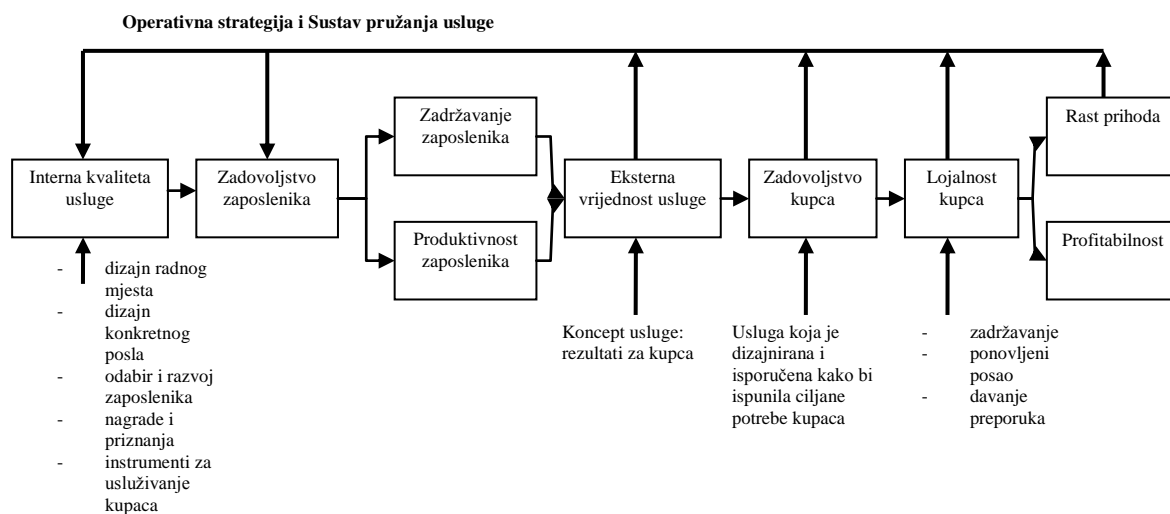 Operativna strategija i Sustav pružanja usluge
Interna kvaliteta
usluge
Zadovoljstvo
zaposlenika
Zadržavanje
zaposlenika
Produktivnost
zaposlenika
Eksterna
vrijednost usluge
Zadovoljstvo
kupca
Lojalnost
kupca
Rast prihoda
Profitabilnost
- dizajn radnog
mjesta
- dizajn
konkretnog
posla
- odabir i razvoj
zaposlenika
- nagrade i
priznanja
- instrumenti za
usluživanje
kupaca
Koncept usluge:
rezultati za kupca
Usluga koja je
dizajnirana i
isporučena kako bi
ispunila ciljane
potrebe kupaca
- zadržavanje
- ponovljeni
posao
- davanje
preporuka